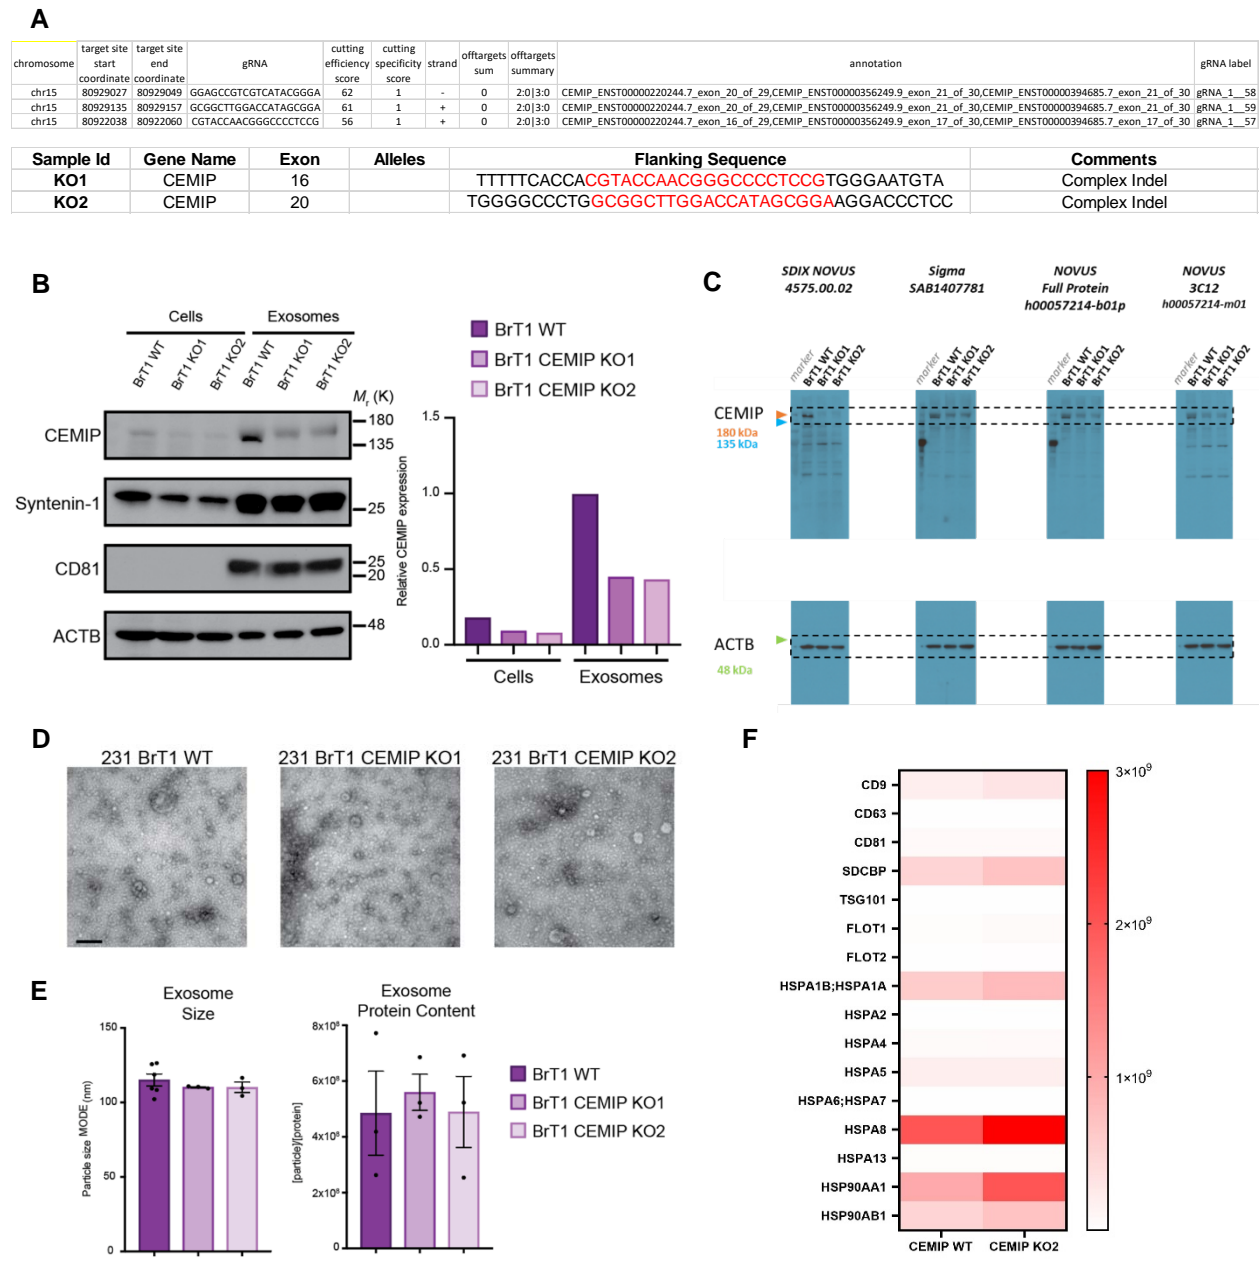 A
chromosome target site start coordinate target site end coordinate gRNA cutting efficiency score cutting specificity score strand offtargets sum offtargets summary annotation gRNA label
chr15 80929027 80929049 GGAGCCGTCGTCATACGGGA 62 1 - 0 2:0|3:0 CEMIP_ENST00000220244.7_exon_20_of_29,CEMIP_ENST00000356249.9_exon_21_of_30,CEMIP_ENST00000394685.7_exon_21_of_30 gRNA_1__58
chr15 80929135 80929157 GCGGCTTGGACCATAGCGGA 61 1 + 0 2:0|3:0 CEMIP_ENST00000220244.7_exon_20_of_29,CEMIP_ENST00000356249.9_exon_21_of_30,CEMIP_ENST00000394685.7_exon_21_of_30 gRNA_1__59
chr15 80922038 80922060 CGTACCAACGGGCCCCTCCG 56 1 + 0 2:0|3:0 CEMIP_ENST00000220244.7_exon_16_of_29,CEMIP_ENST00000356249.9_exon_17_of_30,CEMIP_ENST00000394685.7_exon_17_of_30 gRNA_1__57
Sample Id Gene Name Exon Alleles Flanking Sequence Comments
KO1 CEMIP 16 TTTTTCACCACGTACCAACGGGCCCCTCCGTGGGAATGTA Complex Indel
KO2 CEMIP 20 TGGGGCCCTGGCGGCTTGGACCATAGCGGAAGGACCCTCC Complex Indel
B
Cells Exosomes
BrT1 WT BrT1 KO1 BrT1 KO2 BrT1 WT BrT1 KO1 BrT1 KO2
Mr (K)
CEMIP 180
135
Syntenin-1 25
CD81 25
20
ACTB 48
BrT1 WT
BrT1 CEMIP KO1
BrT1 CEMIP KO2
Relative CEMIP expression
1.5
1.0
0.5
0.0
Cells Exosomes
C
SDIX NOVUS
4575.00.02
Sigma
SAB1407781
NOVUS
Full Protein
h00057214-b01p
NOVUS
3C12
h00057214-m01
marker BrT1 WT BrT1 KO1 BrT1 KO2
marker BrT1 WT BrT1 KO1 BrT1 KO2
marker BrT1 WT BrT1 KO1 BrT1 KO2
marker BrT1 WT BrT1 KO1 BrT1 KO2
CEMIP
180 kDa
135 kDa
ACTB
48 kDa
D
231 BrT1 WT 231 BrT1 CEMIP KO1 231 BrT1 CEMIP KO2
E
Exosome
Size
Particle size MODE (nm)
150
100
50
0
Exosome
Protein Content
[particle]/[protein]
8x10⁸
6x10⁸
4x10⁸
2x10⁸
0
BrT1 WT
BrT1 CEMIP KO1
BrT1 CEMIP KO2
F
CD9
CD63
CD81
SDCBP
TSG101
FLOT1
FLOT2
HSPA1B;HSPA1A
HSPA2
HSPA4
HSPA5
HSPA6;HSPA7
HSPA8
HSPA13
HSP90AA1
HSP90AB1
CEMIP WT CEMIP KO2
3×10⁹
2×10⁹
1×10⁹